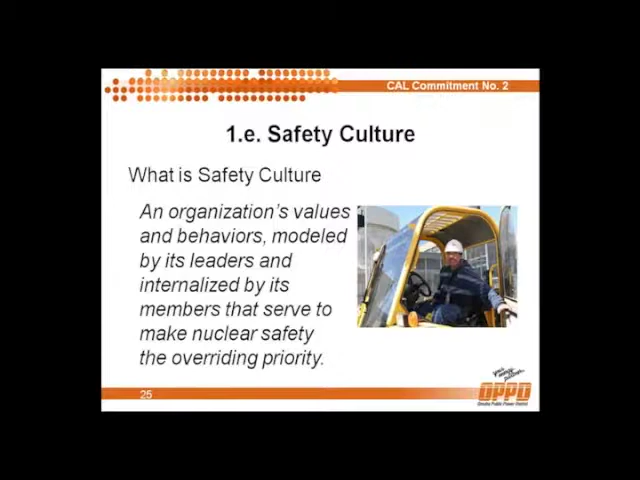 CAL Commitment No. 2
1.e. Safety Culture
What is Safety Culture
An organization's values
and behaviors, modeled
by its leaders and
internalized by its
members that serve to
make nuclear safety
the overriding priority.
25
OPPD
Omaha Public Power District